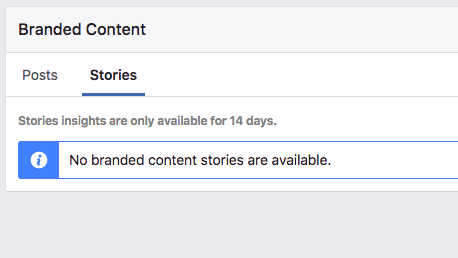 Branded Content
Posts Stories
Stories insights are only available for 14 days.
No branded content stories are available.